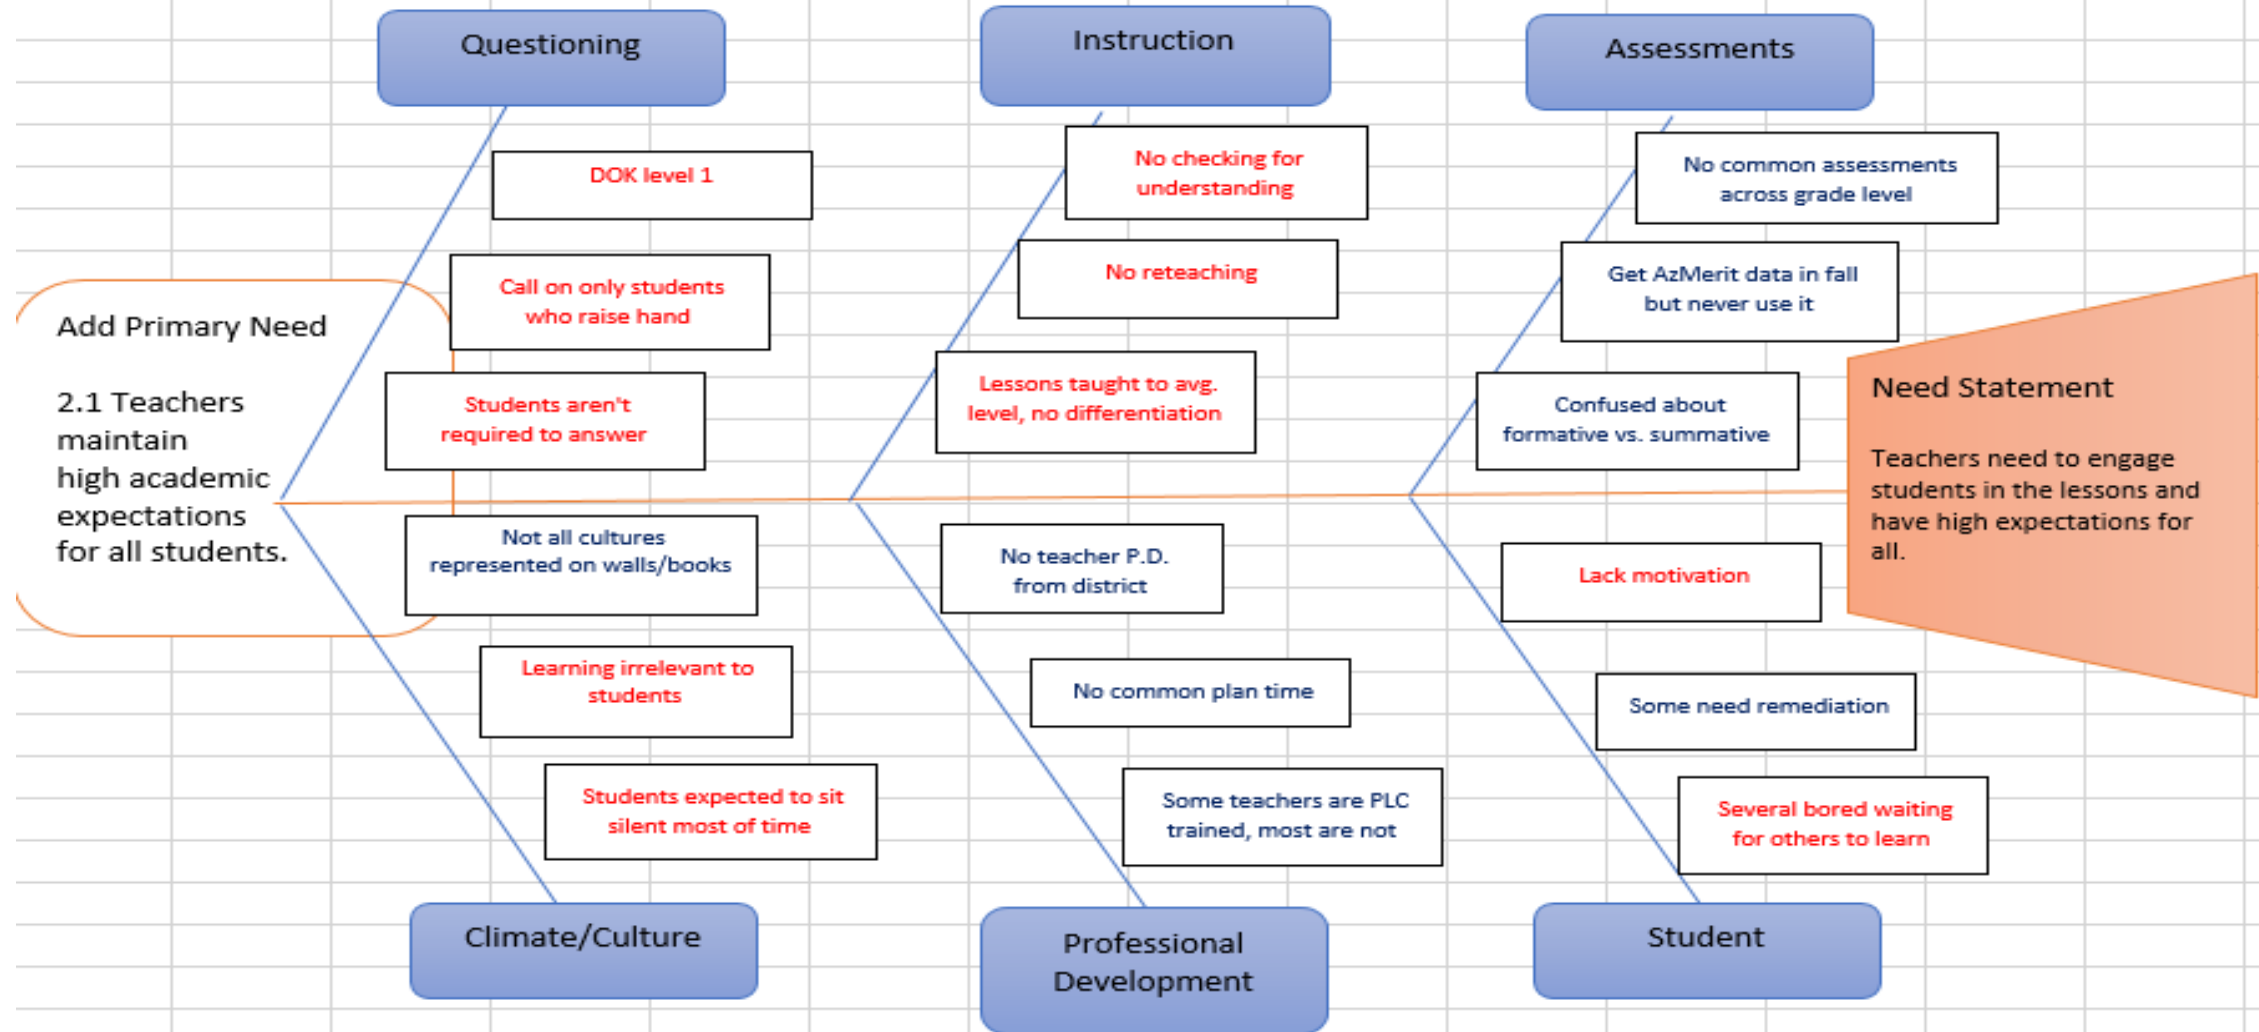 Questioning
Instruction
Assessments
DOK level 1
Call on only students
who raise hand
Students aren't
required to answer
No checking for
understanding
No reteaching
Lessons taught to avg.
level, no differentiation
No common assessments
across grade level
Get AzMerit data in fall
but never use it
Confused about
formative vs. summative
Add Primary Need
2.1 Teachers
maintain
high academic
expectations
for all students.
Need Statement
Teachers need to engage
students in the lessons and
have high expectations for
all.
Not all cultures
represented on walls/books
Learning irrelevant to
students
Students expected to sit
silent most of time
No teacher P.D.
from district
No common plan time
Some teachers are PLC
trained, most are not
Lack motivation
Some need remediation
Several bored waiting
for others to learn
Climate/Culture
Professional
Development
Student